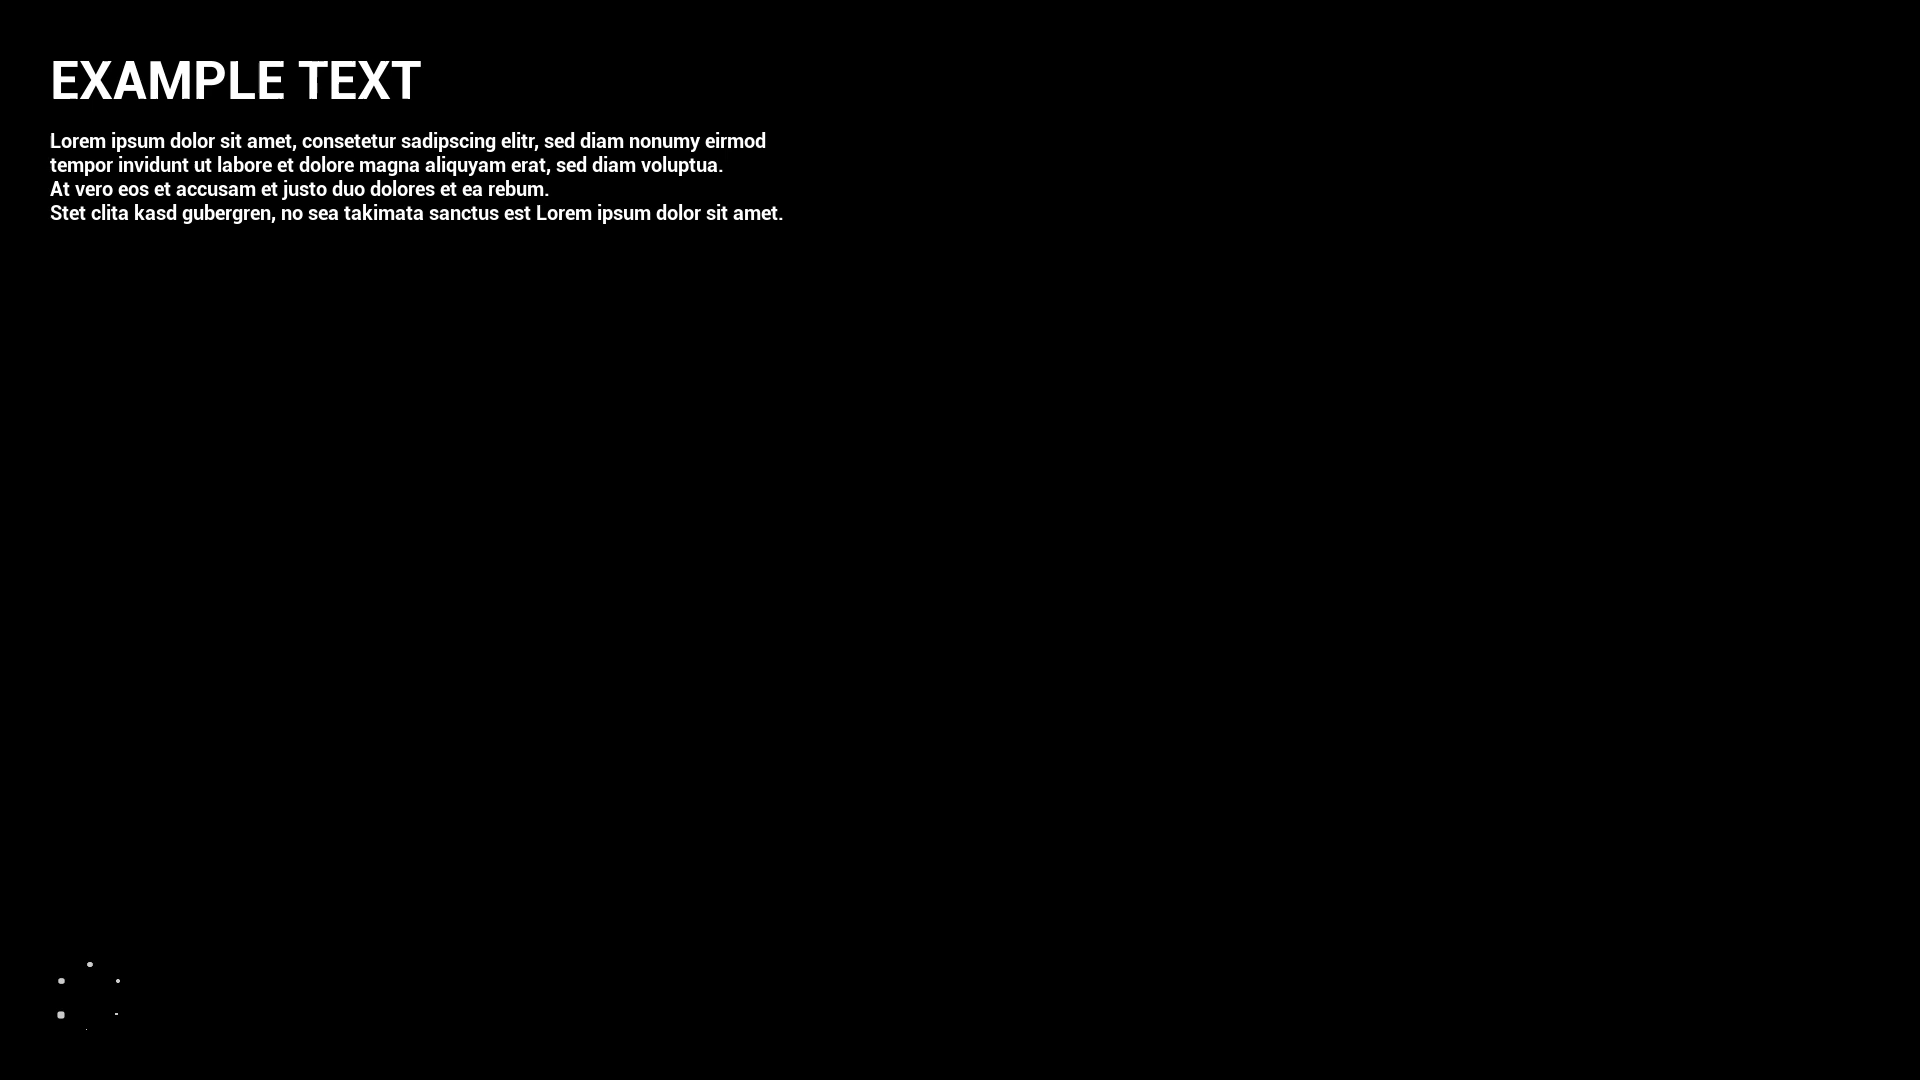 EXAMPLE TEXT
Lorem ipsum dolor sit amet, consetetur sadipscing elitr, sed diam nonumy eirmod
tempor invidunt ut labore et dolore magna aliquyam erat, sed diam voluptua.
At vero eos et accusam et justo duo dolores et ea rebum.
Stet clita kasd gubergren, no sea takimata sanctus est Lorem ipsum dolor sit amet.